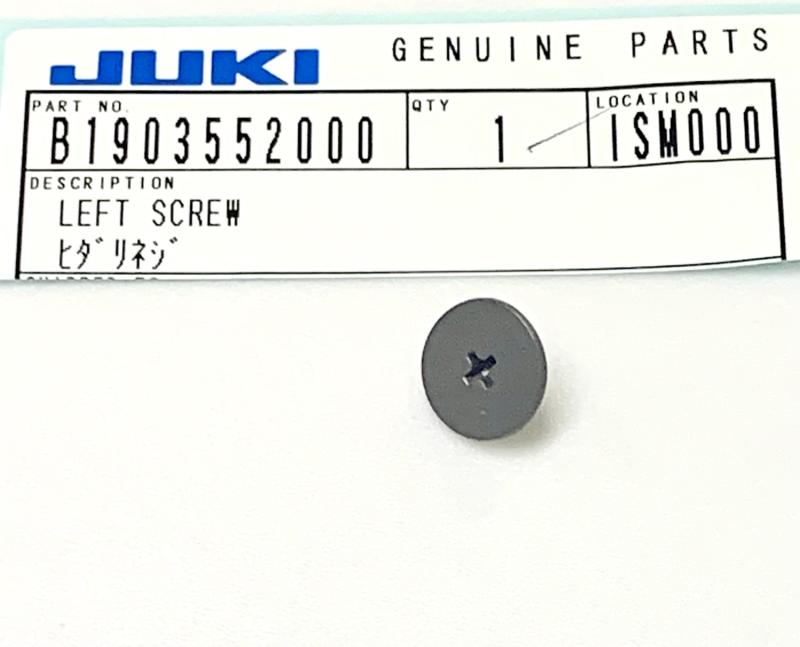 JUKI GENUINE PARTS
PART NO. QTY LOCATION
B1903552000 1 ISM000
DESCRIPTION
LEFT SCREW
ヒダリネジ